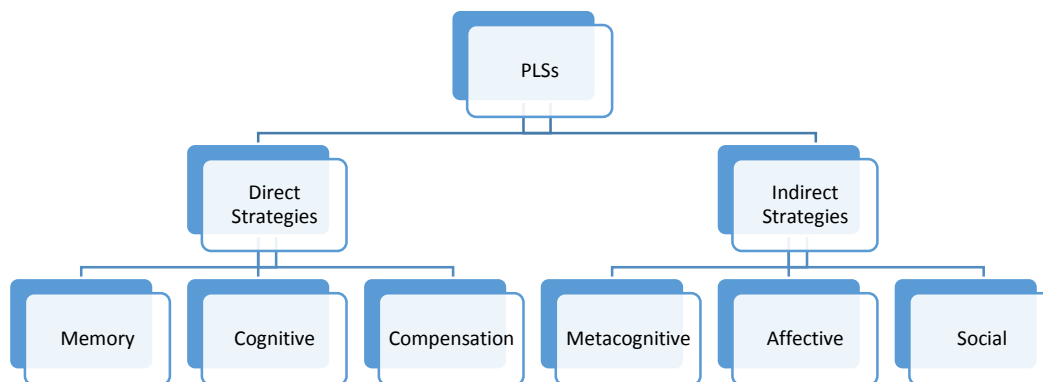 PLSs
Direct
Strategies
Indirect
Strategies
Memory
Cognitive
Compensation
Metacognitive
Affective
Social